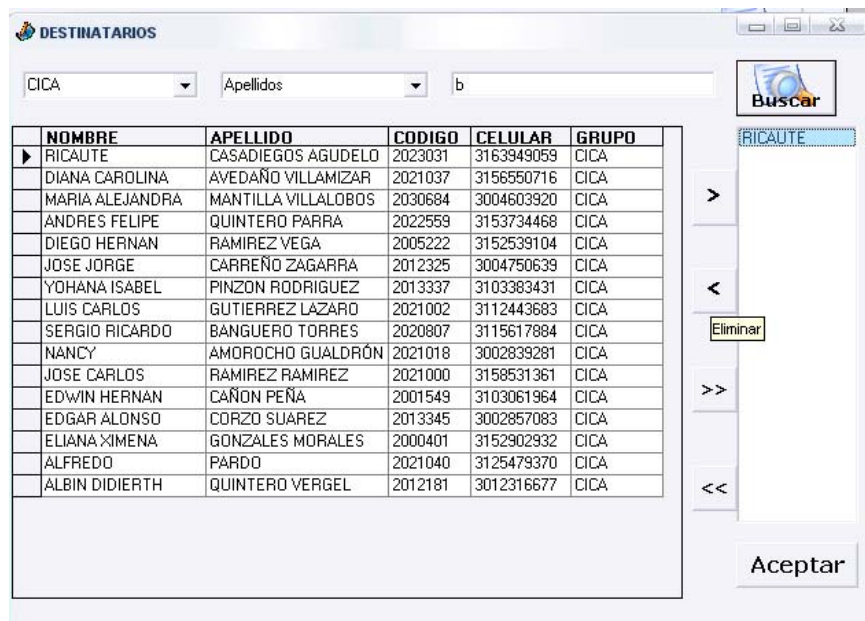 DESTINATARIOS
CICA Apellidos b Buscar
NOMBRE APELLIDO CODIGO CELULAR GRUPO RICAUTE
RICAUTE CASADIEGOS AGUDELO 2023031 3163949059 CICA
DIANA CAROLINA AVEDAÑO VILLAMIZAR 2021037 3156550716 CICA
MARIA ALEJANDRA MANTILLA VILLALOBOS 2030684 3004603920 CICA >
ANDRES FELIPE QUINTERO PARRA 2022559 3153734468 CICA
DIEGO HERNAN RAMIREZ VEGA 2005222 3152539104 CICA
JOSE JORGE CARREÑO ZAGARRA 2012325 3004750639 CICA
YOHANA ISABEL PINZON RODRIGUEZ 2013337 3103383431 CICA <
LUIS CARLOS GUTIERREZ LAZARO 2021002 3112443683 CICA
SERGIO RICARDO BANGUERO TORRES 2020807 3115617884 CICA Eliminar
NANCY AMOROCHO GUALDRÓN 2021018 3002839281 CICA
JOSE CARLOS RAMIREZ RAMIREZ 2021000 3158531361 CICA
EDWIN HERNAN CAÑON PEÑA 2001549 3103061964 CICA >>
EDGAR ALONSO CORZO SUAREZ 2013345 3002857083 CICA
ELIANA XIMENA GONZALES MORALES 2000401 3152902932 CICA
ALFREDO PARDO 2021040 3125479370 CICA
ALBIN DIDIERTH QUINTERO VERGEL 2012181 3012316677 CICA <<
Aceptar